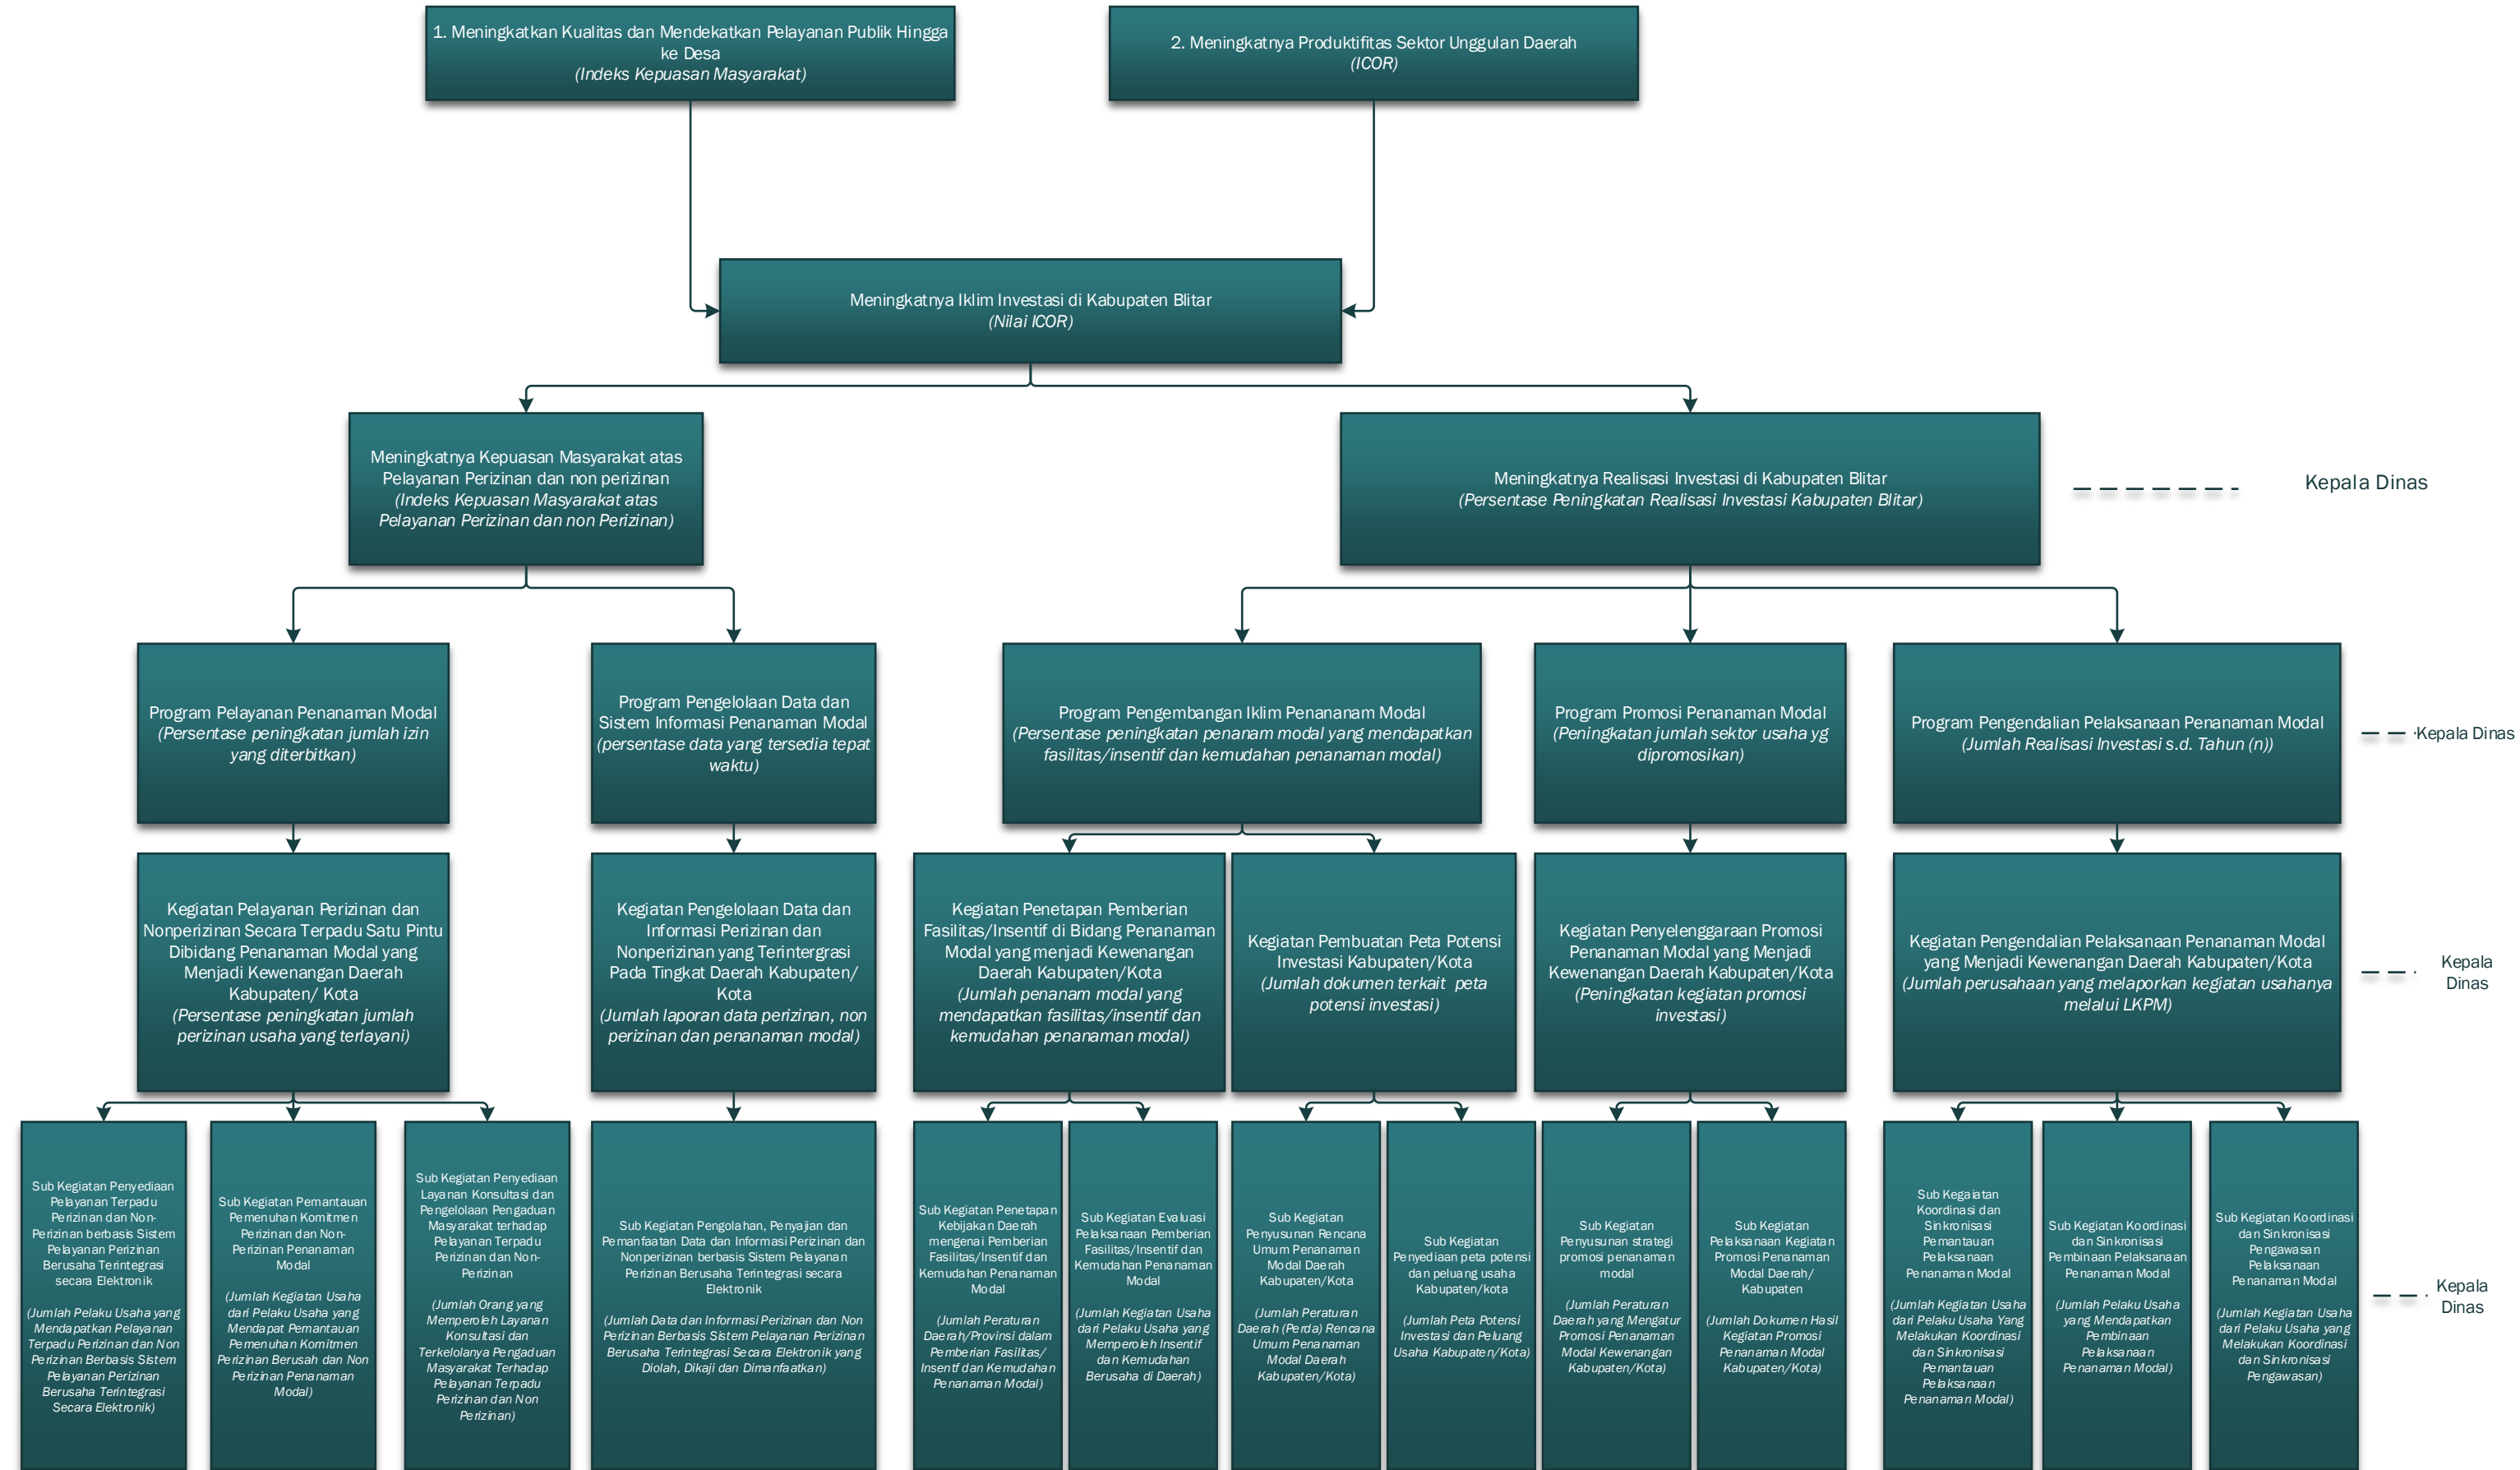 1. Meningkatkan Kualitas dan Mendekatkan Pelayanan Publik Hingga
ke Desa
(Indeks Kepuasan Masyarakat)
2. Meningkatnya Produktifitas Sektor Unggulan Daerah
(ICOR)
Meningkatnya Iklim Investasi di Kabupaten Blitar
(Nilai ICOR)
Meningkatnya Kepuasan Masyarakat atas
Pelayanan Perizinan dan non perizinan
(Indeks Kepuasan Masyarakat atas
Pelayanan Perizinan dan non Perizinan)
Meningkatnya Realisasi Investasi di Kabupaten Blitar
(Persentase Peningkatan Realisasi Investasi Kabupaten Blitar)
Kepala Dinas
Program Pelayanan Penanaman Modal
(Persentase peningkatan jumlah izin
yang diterbitkan)
Program Pengelolaan Data dan
Sistem Informasi Penanaman Modal
(persentase data yang tersedia tepat
waktu)
Program Pengembangan Iklim Penananam Modal
(Persentase peningkatan penanam modal yang mendapatkan
fasilitas/insentif dan kemudahan penanaman modal)
Program Promosi Penanaman Modal
(Peningkatan jumlah sektor usaha yg
dipromosikan)
Program Pengendalian Pelaksanaan Penanaman Modal
(Jumlah Realisasi Investasi s.d. Tahun (n))
Kepala Dinas
Kegiatan Pelayanan Perizinan dan
Nonperizinan Secara Terpadu Satu Pintu
Dibidang Penanaman Modal yang
Menjadi Kewenangan Daerah
Kabupaten/ Kota
(Persentase peningkatan jumlah
perizinan usaha yang terlayani)
Kegiatan Pengelolaan Data dan
Informasi Perizinan dan
Nonperizinan yang Terintergrasi
Pada Tingkat Daerah Kabupaten/
Kota
(Jumlah laporan data perizinan, non
perizinan dan penanaman modal)
Kegiatan Penetapan Pemberian
Fasilitas/Insentif di Bidang Penanaman
Modal yang menjadi Kewenangan
Daerah Kabupaten/Kota
(Jumlah penanam modal yang
mendapatkan fasilitas/insentif dan
kemudahan penanaman modal)
Kegiatan Pembuatan Peta Potensi
Investasi Kabupaten/Kota
(Jumlah dokumen terkait peta
potensi investasi)
Kegiatan Penyelenggaraan Promosi
Penanaman Modal yang Menjadi
Kewenangan Daerah Kabupaten/Kota
(Peningkatan kegiatan promosi
investasi)
Kegiatan Pengendalian Pelaksanaan Penanaman Modal
yang Menjadi Kewenangan Daerah Kabupaten/Kota
(Jumlah perusahaan yang melaporkan kegiatan usahanya
melalui LKPM)
Kepala
Dinas
Sub Kegiatan Penyediaan
Pelayanan Terpadu
Perizinan dan Non-
Perizinan berbasis Sistem
Pelayanan Perizinan
Berusaha Terintegrasi
secara Elektronik
(Jumlah Pelaku Usaha yang
Mendapatkan Pelayanan
Terpadu Perizinan dan Non
Perizinan Berbasis Sistem
Pelayanan Perizinan
Berusaha Terintegrasi
Secara Elektronik)
Sub Kegiatan Pemantauan
Pemenuhan Komitmen
Perizinan dan Non-
Perizinan Penanaman
Modal
(Jumlah Kegiatan Usaha
dari Pelaku Usaha yang
Mendapat Pemantauan
Pemenuhan Komitmen
Perizinan Berusah dan Non
Perizinan Penanaman
Modal)
Sub Kegiatan Penyediaan
Layanan Konsultasi dan
Pengelolaan Pengaduan
Masyarakat terhadap
Pelayanan Terpadu
Perizinan dan Non-
Perizinan
(Jumlah Orang yang
Memperoleh Layanan
Konsultasi dan
Terkelolanya Pengaduan
Masyarakat Terhadap
Pelayanan Terpadu
Perizinan dan Non
Perizinan)
Sub Kegiatan Pengolahan, Penyajian dan
Pemanfaatan Data dan Informasi Perizinan dan
Nonperizinan berbasis Sistem Pelayanan
Perizinan Berusaha Terintegrasi secara
Elektronik
(Jumlah Data dan Informasi Perizinan dan Non
Perizinan Berbasis Sistem Pelayanan Perizinan
Berusaha Terintegrasi Secara Elektronik yang
Diolah, Dikaji dan Dimanfaatkan)
Sub Kegiatan Penetapan
Kebijakan Daerah
mengenai Pemberian
Fasilitas/Insentif dan
Kemudahan Penanaman
Modal
(Jumlah Peraturan
Daerah/Provinsi dalam
Pemberian Fasilitas/
Insentf dan Kemudahan
Penanaman Modal)
Sub Kegiatan Evaluasi
Pelaksanaan Pemberian
Fasilitas/Insentif dan
Kemudahan Penanaman
Modal
(Jumlah Kegiatan Usaha
dari Pelaku Usaha yang
Memperoleh Insentif
dan Kemudahan
Berusaha di Daerah)
Sub Kegiatan
Penyusunan Rencana
Umum Penanaman
Modal Daerah
Kabupaten/Kota
(Jumlah Peraturan
Daerah (Perda) Rencana
Umum Penanaman
Modal Daerah
Kabupaten/Kota)
Sub Kegiatan
Penyediaan peta potensi
dan peluang usaha
Kabupaten/kota
(Jumlah Peta Potensi
Investasi dan Peluang
Usaha Kabupaten/Kota)
Sub Kegiatan
Penyusunan strategi
promosi penanaman
modal
(Jumlah Peraturan
Daerah yang Mengatur
Promosi Penanaman
Modal Kewenangan
Kabupaten/Kota)
Sub Kegiatan
Pelaksanaan Kegiatan
Promosi Penanaman
Modal Daerah/
Kabupaten
(Jumlah Dokumen Hasil
Kegiatan Promosi
Penanaman Modal
Kabupaten/Kota)
Sub Kegaiatan
Koordinasi dan
Sinkronisasi
Pemantauan
Pelaksanaan
Penanaman Modal
(Jumlah Kegiatan Usaha
dari Pelaku Usaha Yang
Melakukan Koordinasi
dan Sinkronisasi
Pemantauan
Pelaksanaan
Penanaman Modal)
Sub Kegiatan Koordinasi
dan Sinkronisasi
Pembinaan Pelaksanaan
Penanaman Modal
(Jumlah Pelaku Usaha
yang Mendapatkan
Pembinaan
Pelaksanaan
Penanaman Modal)
Sub Kegiatan Koordinasi
dan Sinkronisasi
Pengawasan
Pelaksanaan
Penanaman Modal
(Jumlah Kegiatan Usaha
dari Pelaku Usaha yang
Melakukan Koordinasi
dan Sinkronisasi
Pengawasan)
Kepala
Dinas